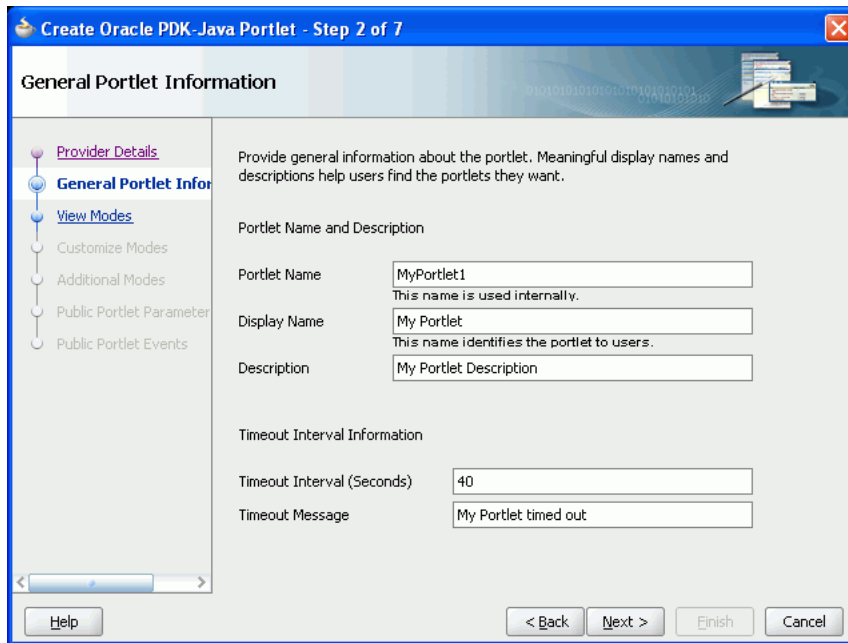 Create Oracle PDK-Java Portlet - Step 2 of 7
General Portlet Information
Provider Details
General Portlet Infor
View Modes
Customize Modes
Additional Modes
Public Portlet Parameter
Public Portlet Events
Provide general information about the portlet. Meaningful display names and
descriptions help users find the portlets they want.
Portlet Name and Description
Portlet Name MyPortlet1
This name is used internally.
Display Name My Portlet
This name identifies the portlet to users.
Description My Portlet Description
Timeout Interval Information
Timeout Interval (Seconds) 40
Timeout Message My Portlet timed out
Help < Back Next > Finish Cancel